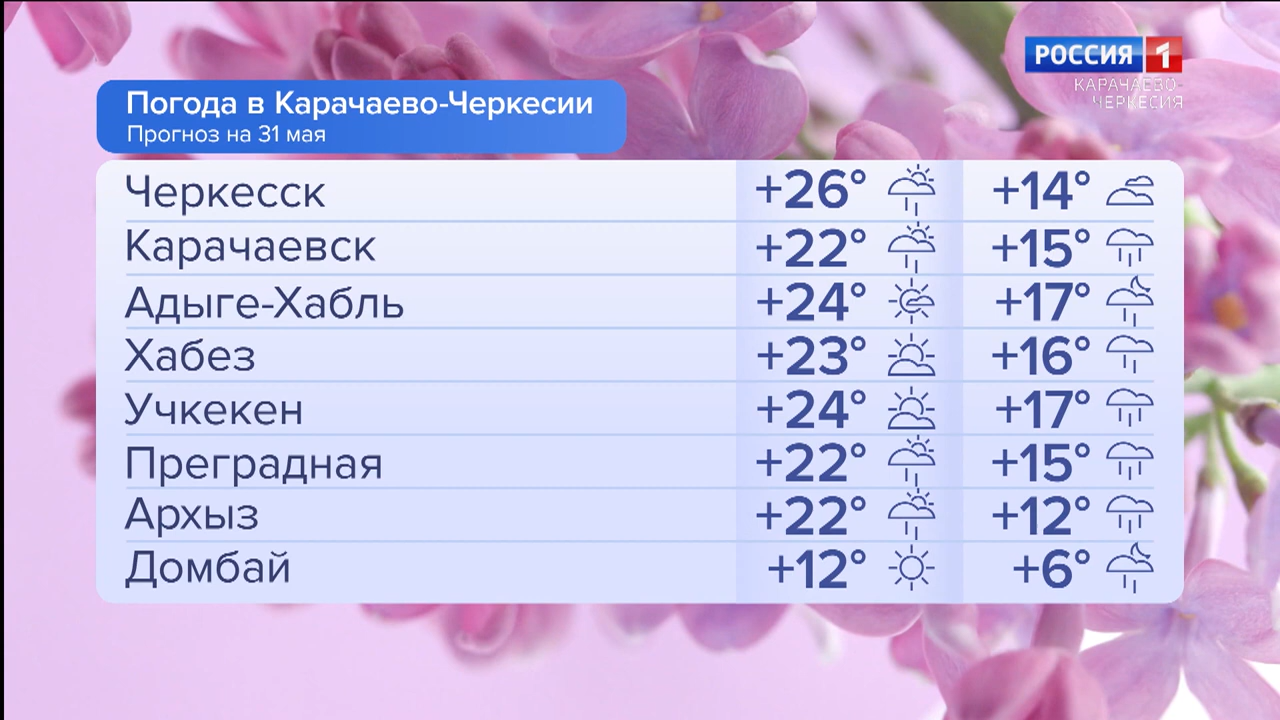 РОССИЯ 1
КАРАЧАЕВО-
ЧЕРКЕСИЯ
Погода в Карачаево-Черкесии
Прогноз на 31 мая
Черкесск +26° +14°
Карачаевск +22° +15°
Адыге-Хабль +24° +17°
Хабез +23° +16°
Учкекен +24° +17°
Преградная +22° +15°
Архыз +22° +12°
Домбай +12° +6°